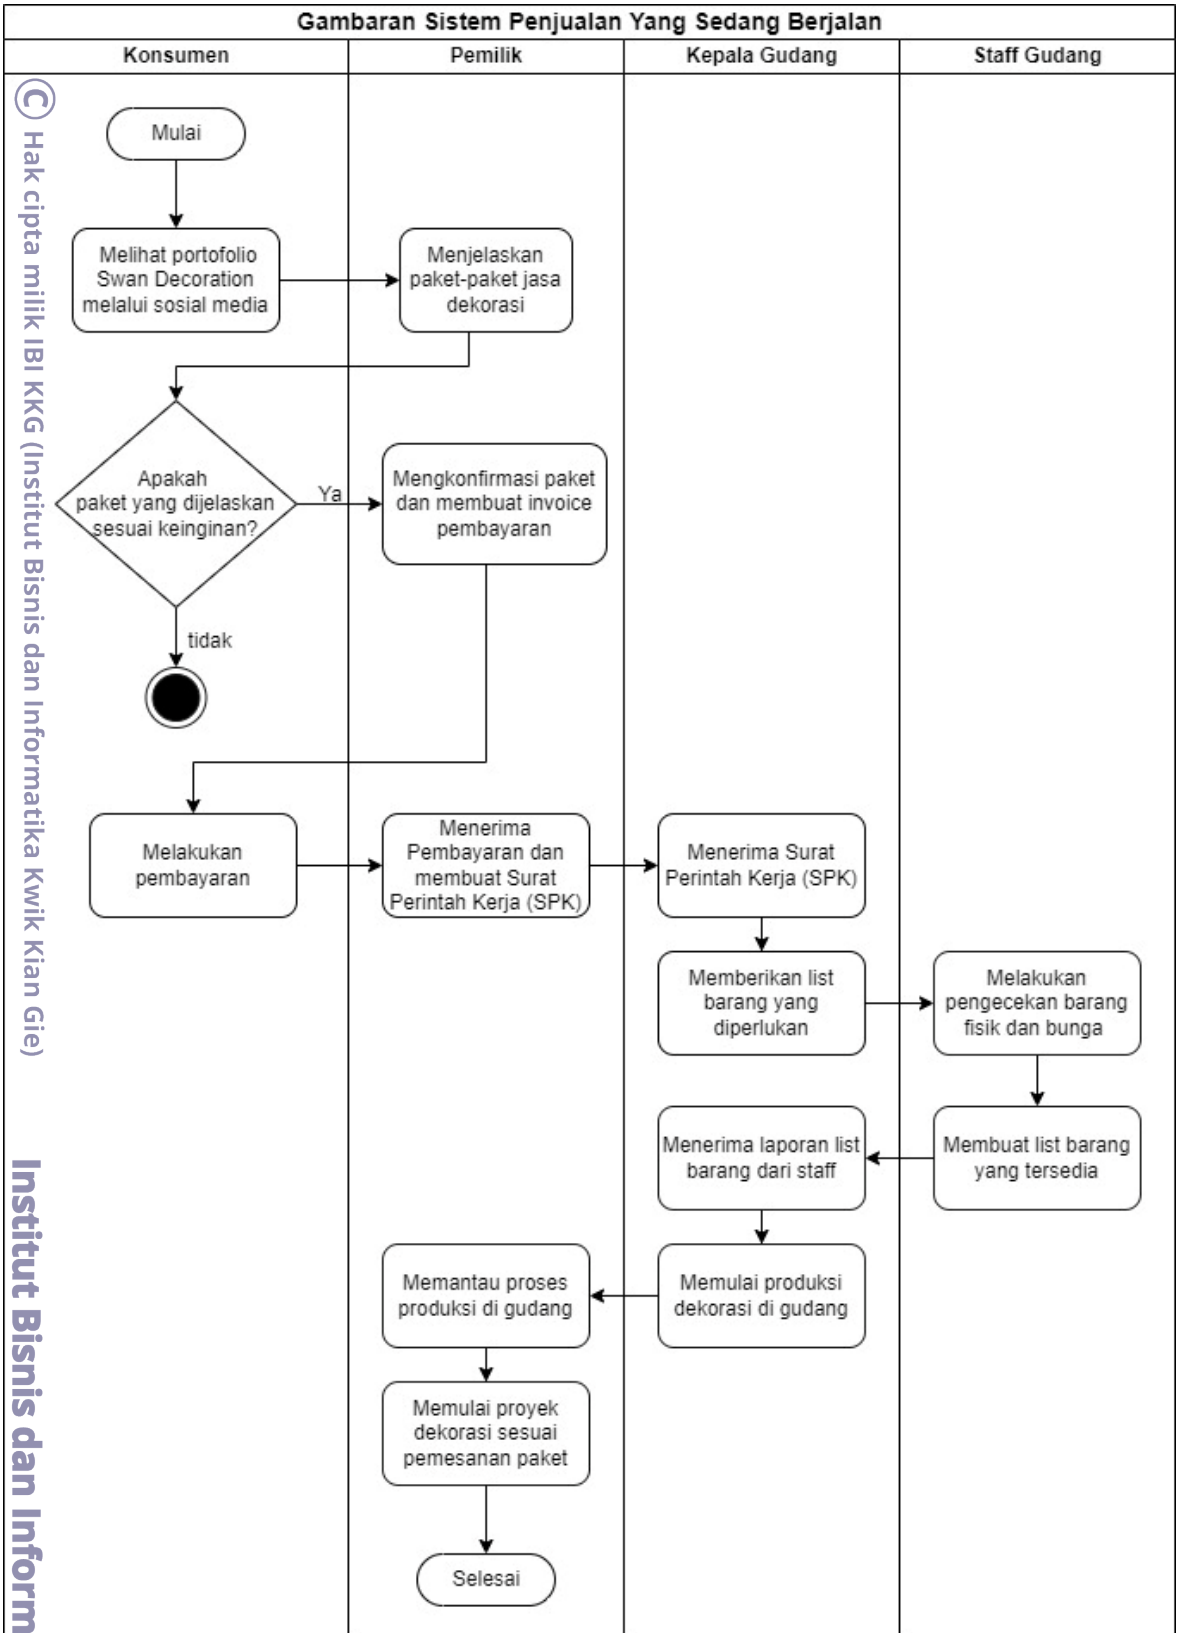 Gambaran Sistem Penjualan Yang Sedang Berjalan
Konsumen
Pemilik
Kepala Gudang
Staff Gudang
Mulai
Melihat portofolio
Swan Decoration
melalui sosial media
Menjelaskan
paket-paket jasa
dekorasi
Apakah
paket yang dijelaskan
sesuai keinginan?
Ya
Mengkonfirmasi paket
dan membuat invoice
pembayaran
tidak
Melakukan
pembayaran
Menerima
Pembayaran dan
membuat Surat
Perintah Kerja (SPK)
Menerima Surat
Perintah Kerja (SPK)
Memberikan list
barang yang
diperlukan
Melakukan
pengecekan barang
fisik dan bunga
Membuat list barang
yang tersedia
Menerima laporan list
barang dari staff
Memulai produksi
dekorasi di gudang
Memantau proses
produksi di gudang
Memulai proyek
dekorasi sesuai
pemesanan paket
Selesai
© Hak cipta milik IBI KKG (Institut Bisnis dan Informatika Kwik Kian Gie)
Institut Bisnis dan Inform